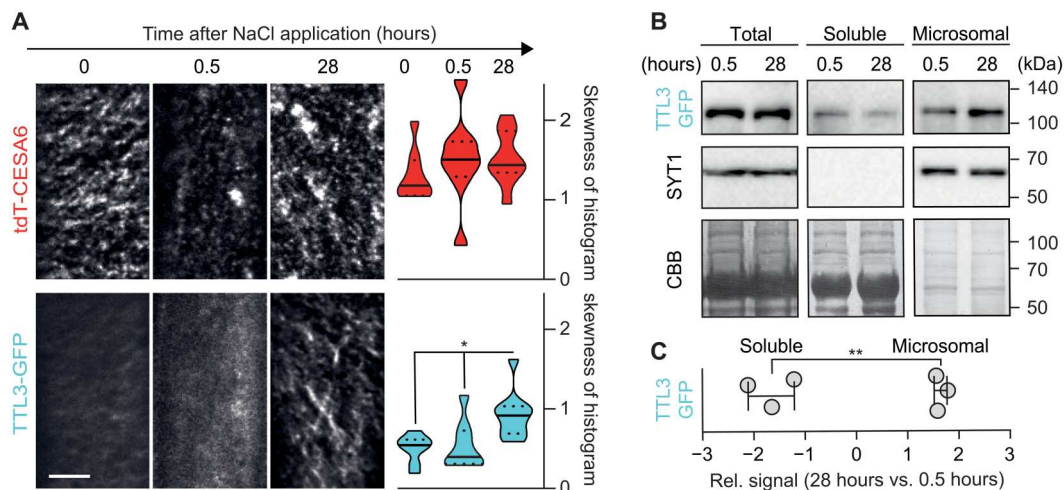 A
Time after NaCl application (hours)
0 0.5 28
0 0.5 28
tdT-CESA6
2
1
0
Skewness of histogram
TTL3-GFP
*
2
1
0
skewness of histogram
B
Total Soluble Microsomal
(hours) 0.5 28 0.5 28 0.5 28 (kDa)
TTL3
GFP
140
100
SYT1
70
50
CBB
100
70
50
C
Soluble ** Microsomal
TTL3
GFP
−3 −2 −1 0 1 2 3
Rel. signal (28 hours vs. 0.5 hours)